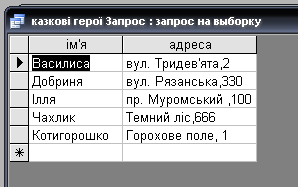 казкові герої Запрос : запрос на выборку
ім'я адреса
Василиса вул. Тридев'ята,2
Добриня вул. Рязанська,330
Ілля пр. Муромський ,100
Чахлик Темний ліс,666
Котигорошко Горохове поле, 1